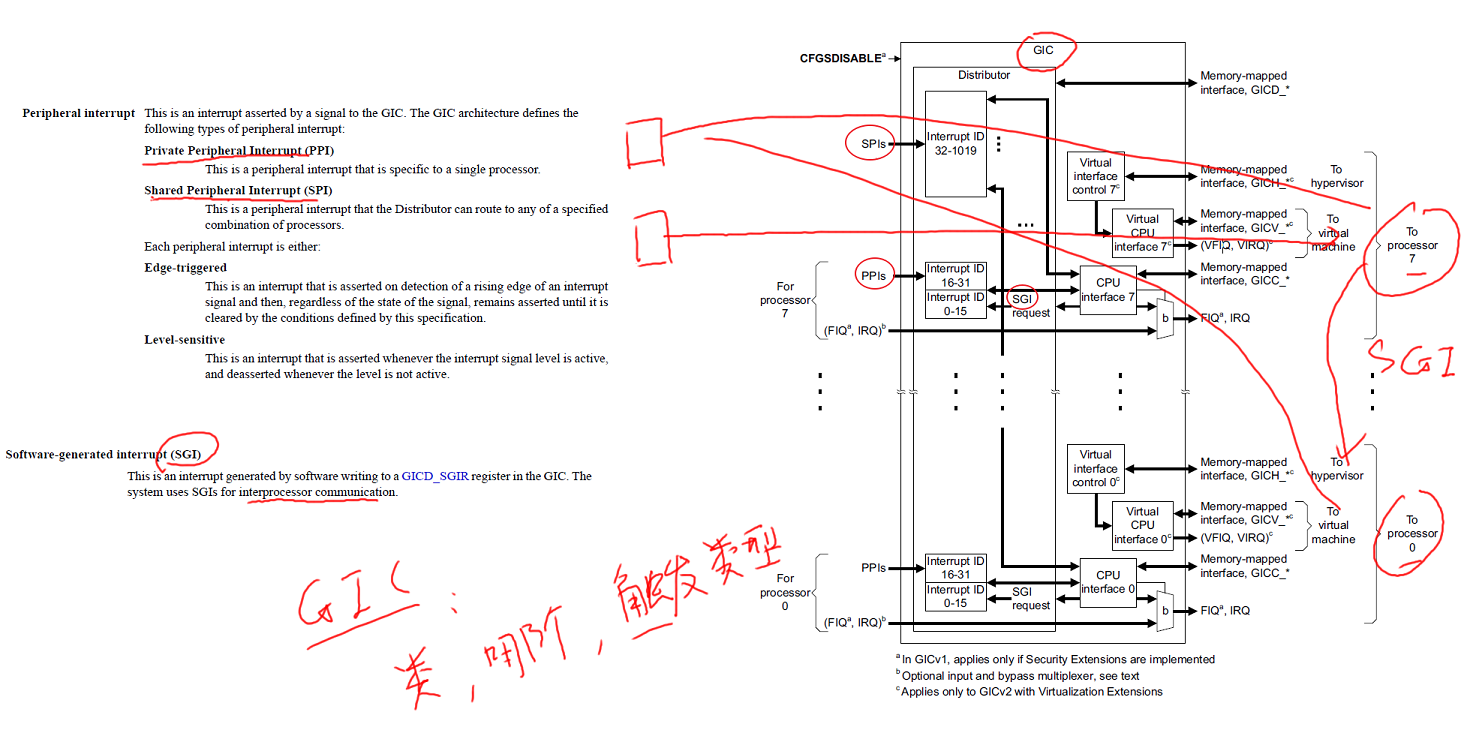 Peripheral interrupt This is an interrupt asserted by a signal to the GIC. The GIC architecture defines the
following types of peripheral interrupt:
Private Peripheral Interrupt (PPI)
This is a peripheral interrupt that is specific to a single processor.
Shared Peripheral Interrupt (SPI)
This is a peripheral interrupt that the Distributor can route to any of a specified
combination of processors.
Each peripheral interrupt is either:
Edge-triggered
This is an interrupt that is asserted on detection of a rising edge of an interrupt
signal and then, regardless of the state of the signal, remains asserted until it is
cleared by the conditions defined by this specification.
Level-sensitive
This is an interrupt that is asserted whenever the interrupt signal level is active,
and deasserted whenever the level is not active.
Software-generated interrupt (SGI)
This is an interrupt generated by software writing to a GICD_SGIR register in the GIC. The
system uses SGIs for interprocessor communication.
GIC:
类,哪个,触发类型
GIC
CFGSDISABLEᵃ
Distributor
Memory-mapped
interface, GICD_*
SPIs
Interrupt ID
32-1019
Virtual
interface
control 7ᶜ
Memory-mapped
interface, GICH_*ᶜ
To
hypervisor
Virtual
CPU
interface 7ᶜ
Memory-mapped
interface, GICV_*ᶜ
(VFIQ, VIRQ)ᶜ
To
virtual
machine
To
processor
7
For
processor
7
PPIs
Interrupt ID
16-31
Interrupt ID
0-15
SGI
request
CPU
interface 7
Memory-mapped
interface, GICC_*
(FIQᵃ, IRQ)ᵇ
b
FIQᵃ, IRQ
SGI
Virtual
interface
control 0ᶜ
Memory-mapped
interface, GICH_*ᶜ
To
hypervisor
Virtual
CPU
interface 0ᶜ
Memory-mapped
interface, GICV_*ᶜ
(VFIQ, VIRQ)ᶜ
To
virtual
machine
To
processor
0
For
processor
0
PPIs
Interrupt ID
16-31
Interrupt ID
0-15
SGI
request
CPU
interface 0
Memory-mapped
interface, GICC_*
(FIQᵃ, IRQ)ᵇ
b
FIQᵃ, IRQ
ᵃ In GICv1, applies only if Security Extensions are implemented
ᵇ Optional input and bypass multiplexer, see text
ᶜ Applies only to GICv2 with Virtualization Extensions